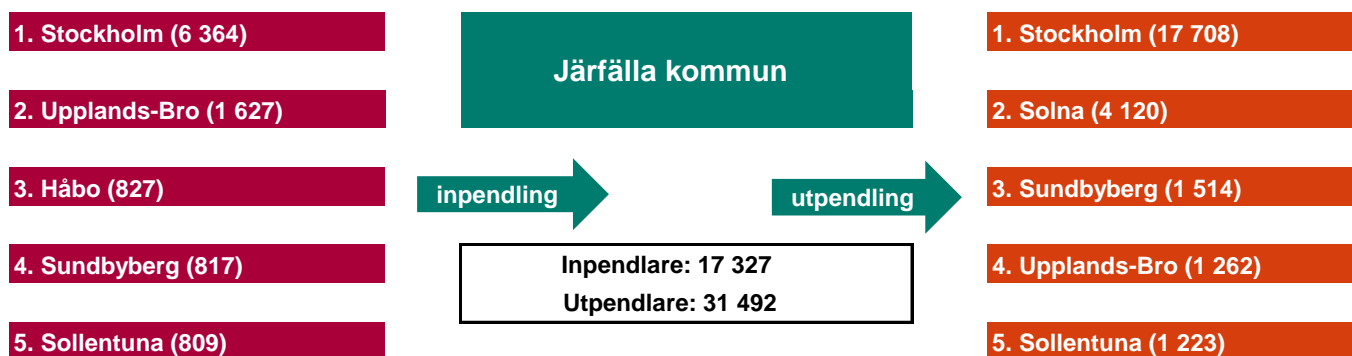 1. Stockholm (6 364)
2. Upplands-Bro (1 627)
3. Håbo (827)
4. Sundbyberg (817)
5. Sollentuna (809)
Järfälla kommun
inpendling
utpendling
Inpendlare: 17 327
Utpendlare: 31 492
1. Stockholm (17 708)
2. Solna (4 120)
3. Sundbyberg (1 514)
4. Upplands-Bro (1 262)
5. Sollentuna (1 223)